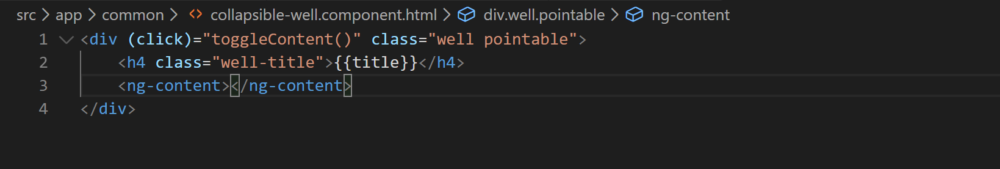 src > app > common > <> collapsible-well.component.html > div.well.pointable > ng-content
1 <div (click)="toggleContent()" class="well pointable">
2     <h4 class="well-title">{{title}}</h4>
3     <ng-content></ng-content>
4 </div>